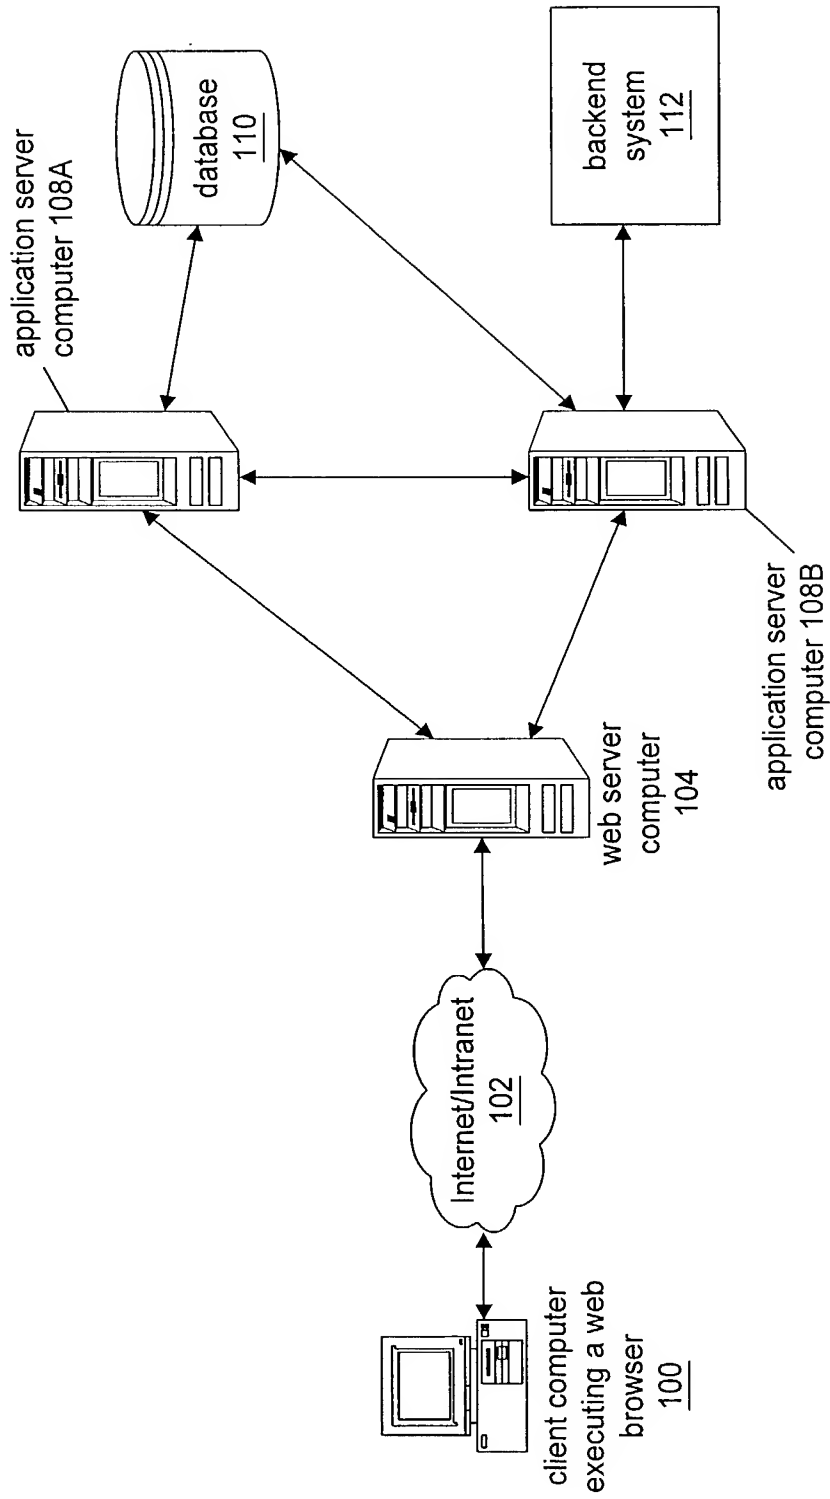 client computer
executing a web
browser
100
Internet/Intranet
102
web server
computer
104
application server
computer 108A
application server
computer 108B
database
110
backend
system
112